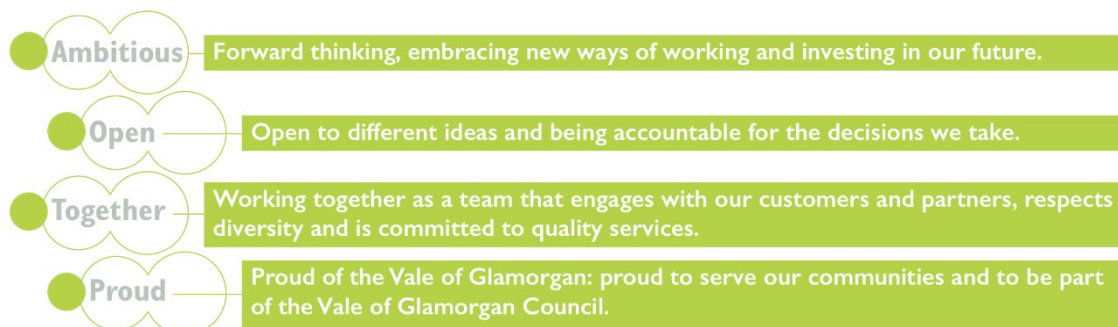 Ambitious
Forward thinking, embracing new ways of working and investing in our future.
Open
Open to different ideas and being accountable for the decisions we take.
Together
Working together as a team that engages with our customers and partners, respects
diversity and is committed to quality services.
Proud
Proud of the Vale of Glamorgan: proud to serve our communities and to be part
of the Vale of Glamorgan Council.